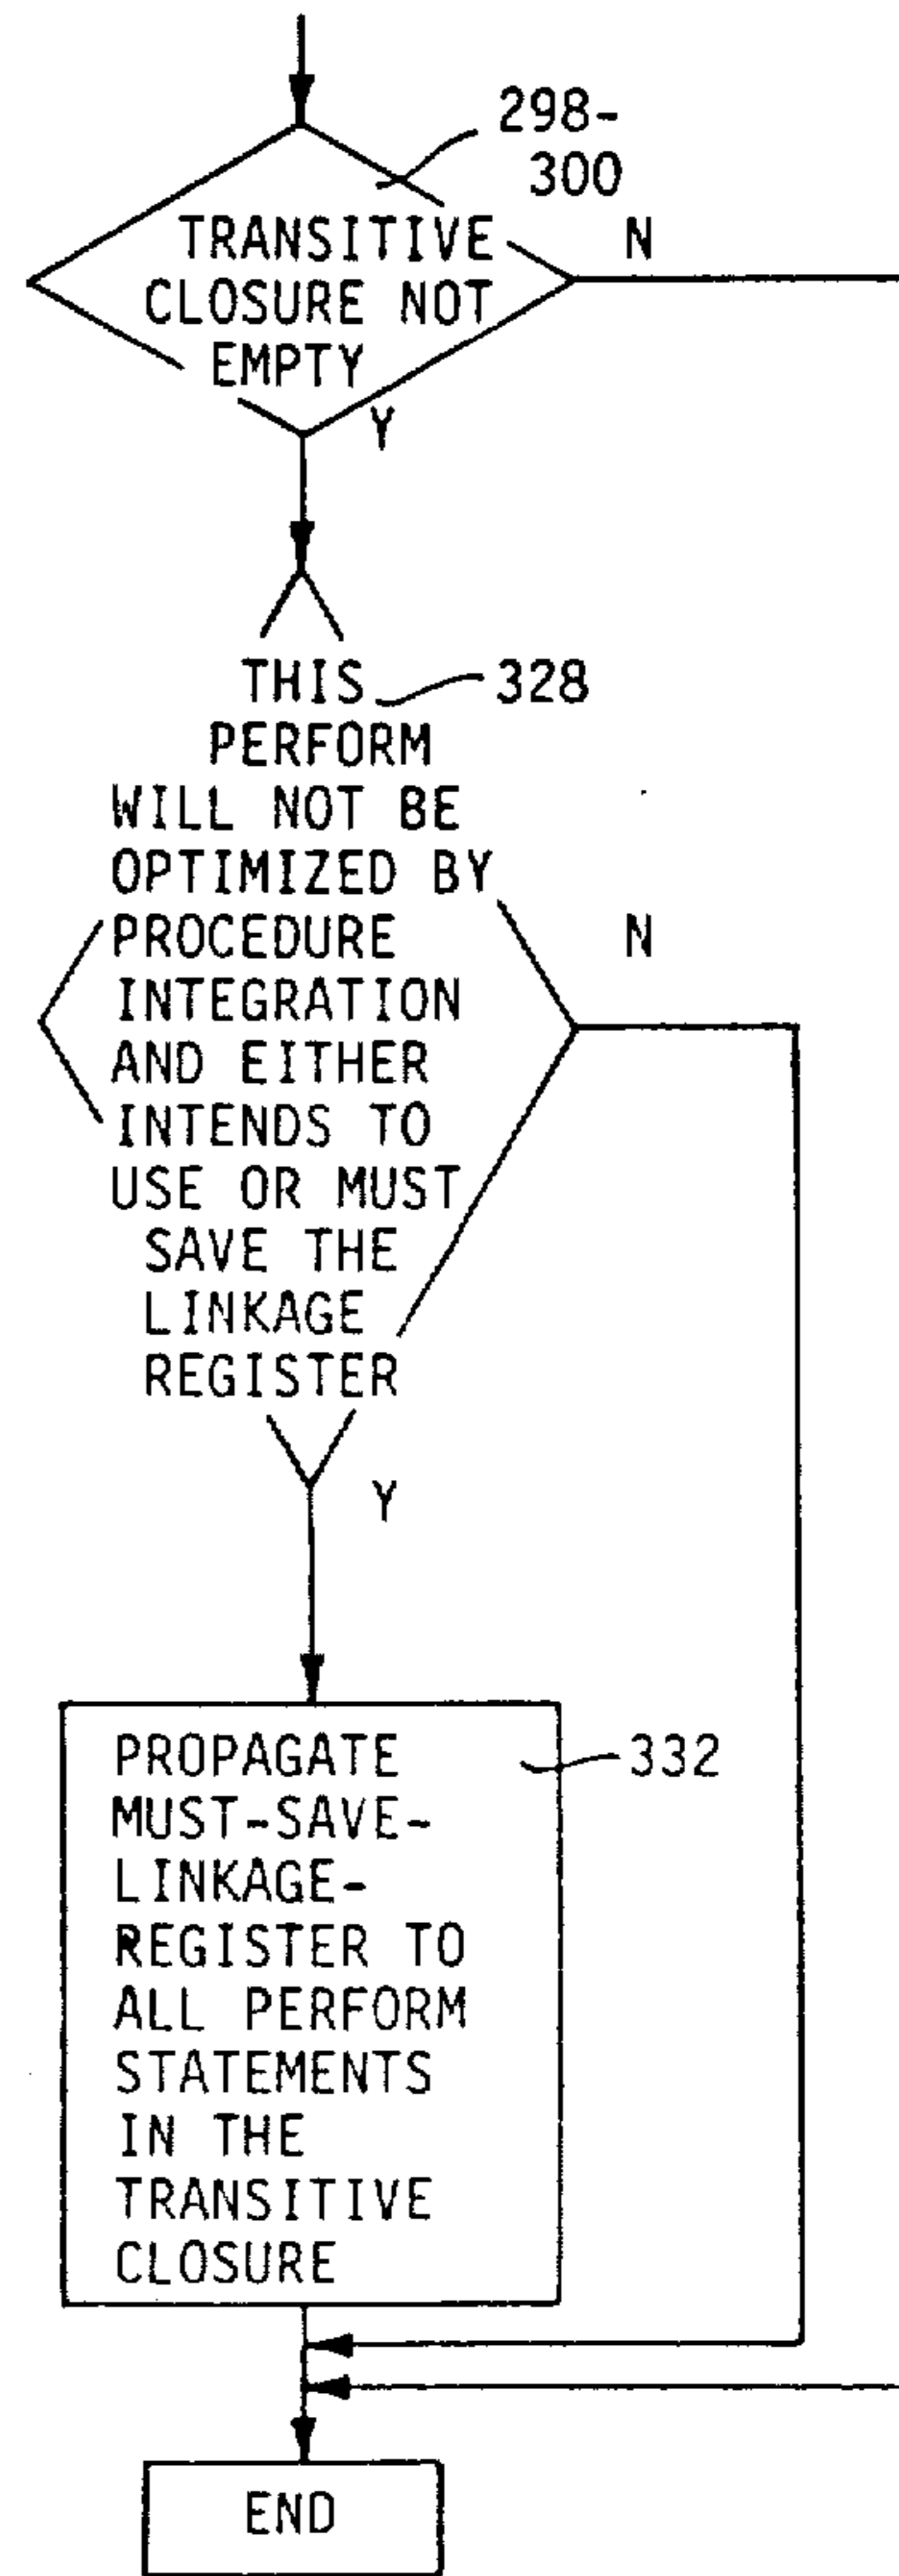 298-
300
TRANSITIVE
CLOSURE NOT
EMPTY
N
Y
THIS
328
PERFORM
WILL NOT BE
OPTIMIZED BY
PROCEDURE
INTEGRATION
AND EITHER
INTENDS TO
USE OR MUST
SAVE THE
LINKAGE
REGISTER
N
Y
PROPAGATE
332
MUST-SAVE-
LINKAGE-
REGISTER TO
ALL PERFORM
STATEMENTS
IN THE
TRANSITIVE
CLOSURE
END